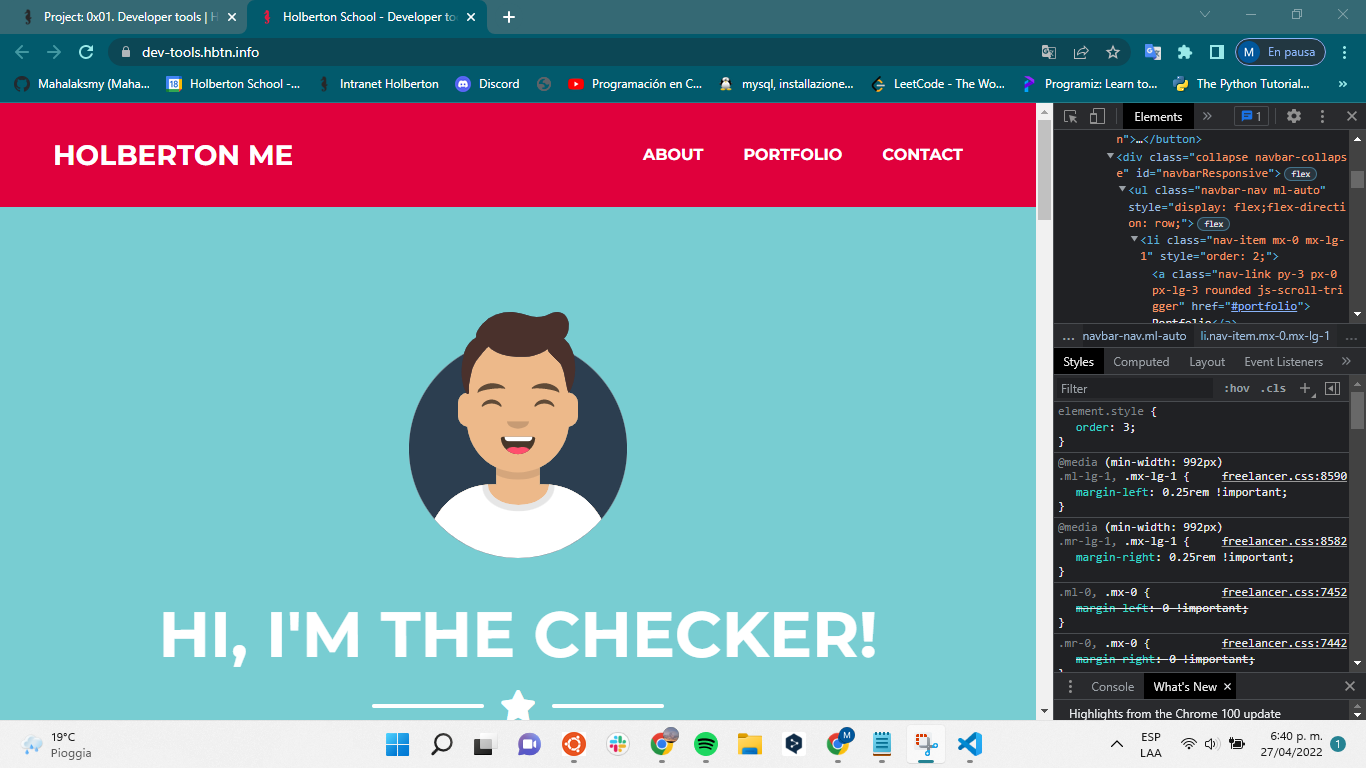 Project: 0x01. Developer tools | H
Holberton School - Developer to
dev-tools.hbtn.info
M En pausa
Mahalaksmy (Maha...
18 Holberton School -...
Intranet Holberton
Discord
Programación en C...
mysql, installazione...
LeetCode - The Wo...
Programiz: Learn to...
The Python Tutorial...
»
HOLBERTON ME
ABOUT PORTFOLIO CONTACT
HI, I'M THE CHECKER!
Elements » 1
n">…</button>
<div class="collapse navbar-collaps
e" id="navbarResponsive"> flex
<ul class="navbar-nav ml-auto"
style="display: flex;flex-directi
on: row;"> flex
<li class="nav-item mx-0 mx-lg-
1" style="order: 2;">
<a class="nav-link py-3 px-0
px-lg-3 rounded js-scroll-tri
gger" href="#portfolio">
Portfolio</a>
... navbar-nav.ml-auto li.nav-item.mx-0.mx-lg-1 ...
Styles Computed Layout Event Listeners »
Filter :hov .cls +
element.style {
order: 3;
}
@media (min-width: 992px)
.ml-lg-1, .mx-lg-1 { freelancer.css:8590
margin-left: 0.25rem !important;
}
@media (min-width: 992px)
.mr-lg-1, .mx-lg-1 { freelancer.css:8582
margin-right: 0.25rem !important;
}
.ml-0, .mx-0 { freelancer.css:7452
margin-left: 0 !important;
}
.mr-0, .mx-0 { freelancer.css:7442
margin-right: 0 !important;
Console What's New ×
Highlights from the Chrome 100 update
19°C
Pioggia
M
ESP
LAA
6:40 p. m.
27/04/2022
1